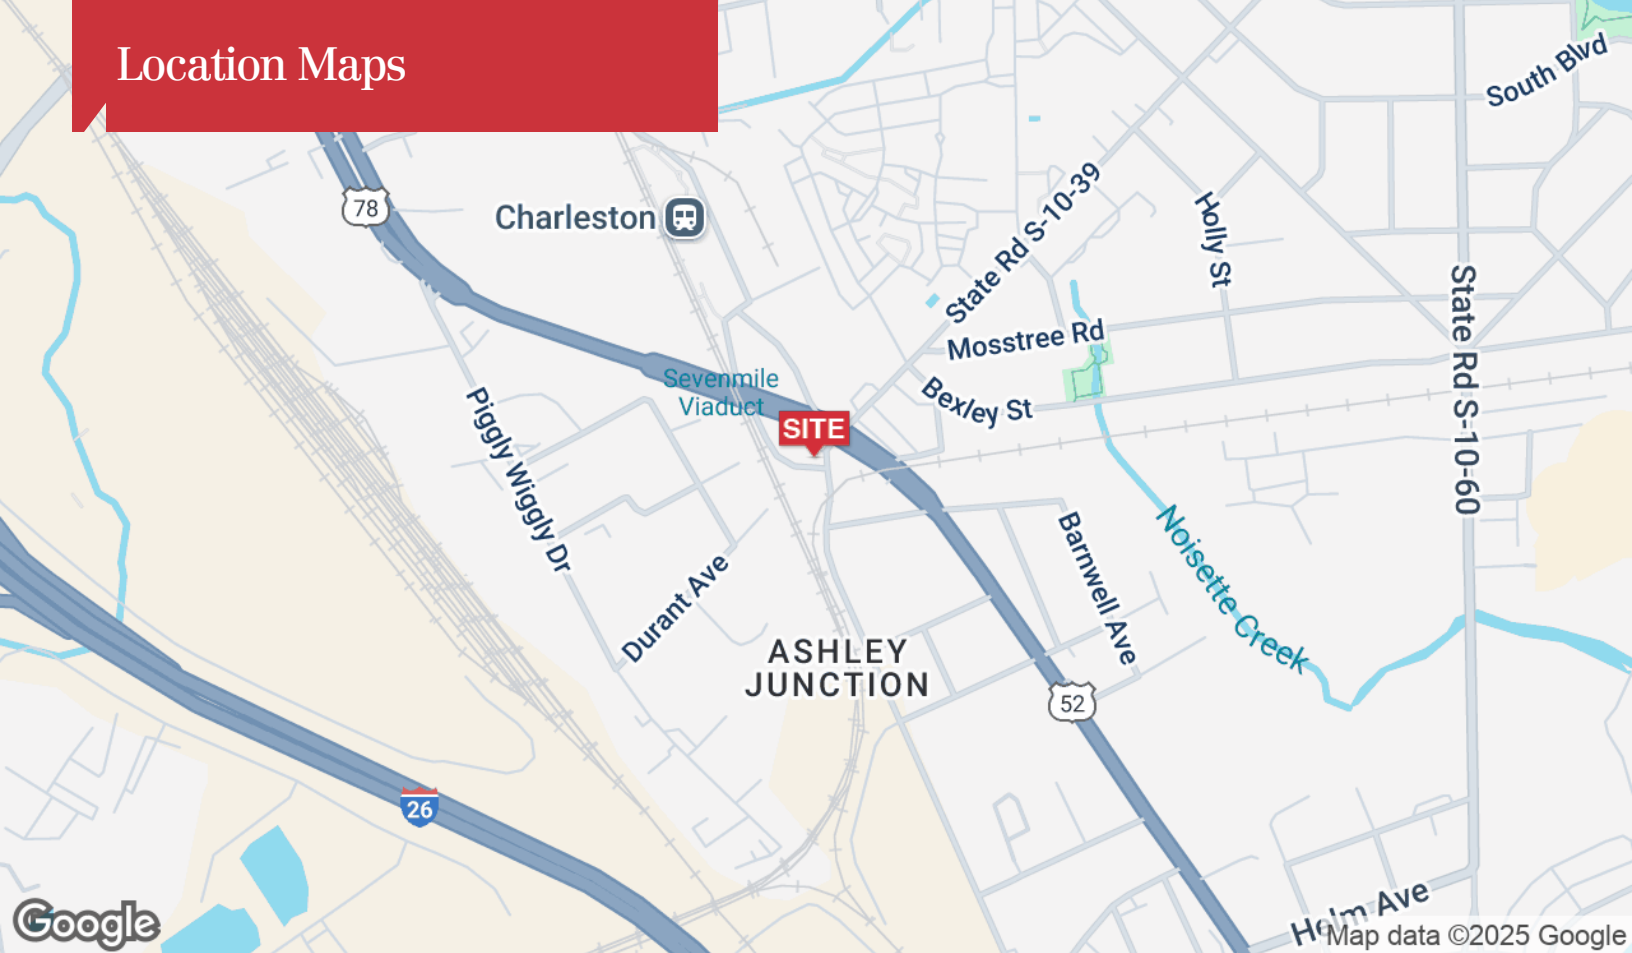 Location Maps
South Blvd
78
Charleston
State Rd S-10-39
Holly St
Mosstree Rd
State Rd S-10-60
Sevenmile
Viaduct
Bexley St
SITE
Piggly Wiggly Dr
Durant Ave
Barnwell Ave
Noisette Creek
ASHLEY
JUNCTION
52
26
Helm Ave
Google
Map data ©2025 Google